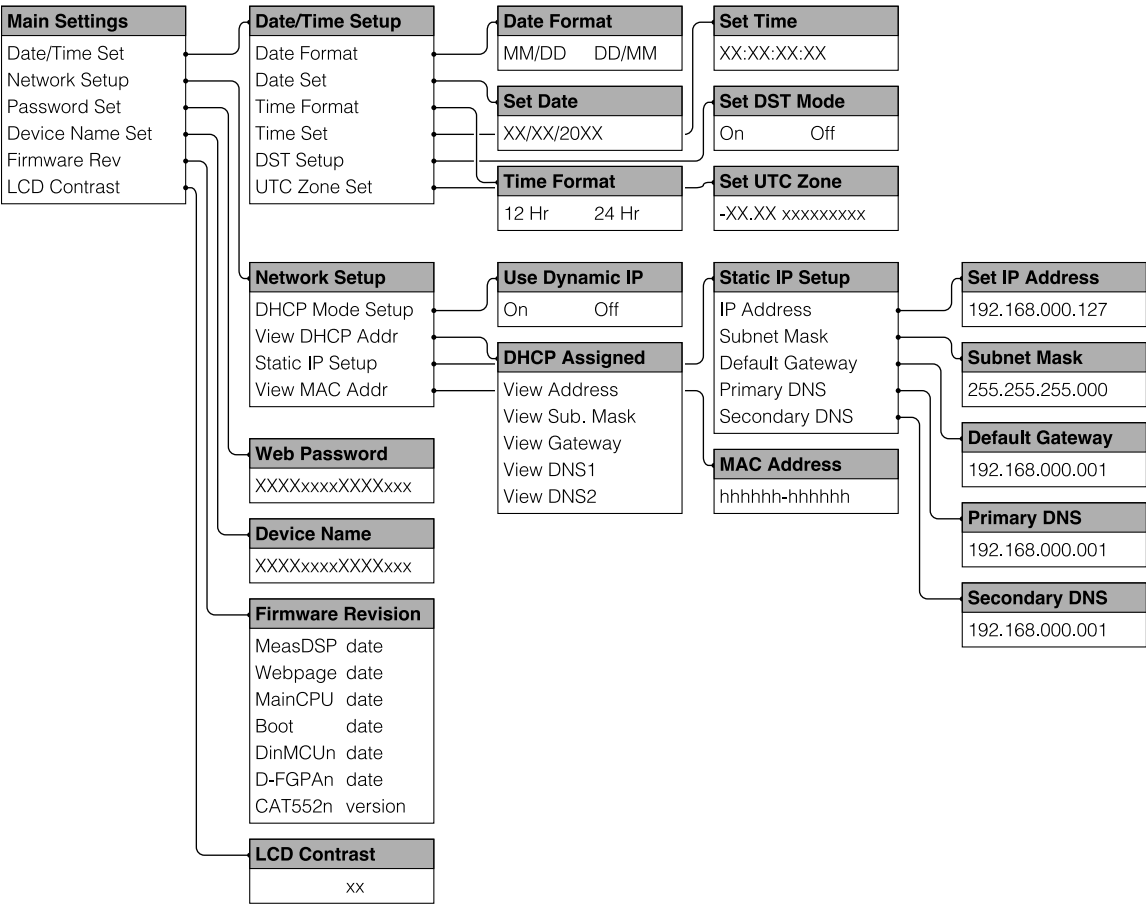 Main Settings
Date/Time Set
Network Setup
Password Set
Device Name Set
Firmware Rev
LCD Contrast
Date/Time Setup
Date Format
Date Set
Time Format
Time Set
DST Setup
UTC Zone Set
Date Format
MM/DD DD/MM
Set Date
XX/XX/20XX
Time Format
12 Hr 24 Hr
Set Time
XX:XX:XX:XX
Set DST Mode
On Off
Set UTC Zone
-XX.XX xxxxxxxxx
Network Setup
DHCP Mode Setup
View DHCP Addr
Static IP Setup
View MAC Addr
Use Dynamic IP
On Off
DHCP Assigned
View Address
View Sub. Mask
View Gateway
View DNS1
View DNS2
Static IP Setup
IP Address
Subnet Mask
Default Gateway
Primary DNS
Secondary DNS
MAC Address
hhhhhh-hhhhhh
Set IP Address
192.168.000.127
Subnet Mask
255.255.255.000
Default Gateway
192.168.000.001
Primary DNS
192.168.000.001
Secondary DNS
192.168.000.001
Web Password
XXXXxxxxXXXXxxx
Device Name
XXXXxxxxXXXXxxx
Firmware Revision
MeasDSP date
Webpage date
MainCPU date
Boot date
DinMCUn date
D-FGPAn date
CAT552n version
LCD Contrast
xx